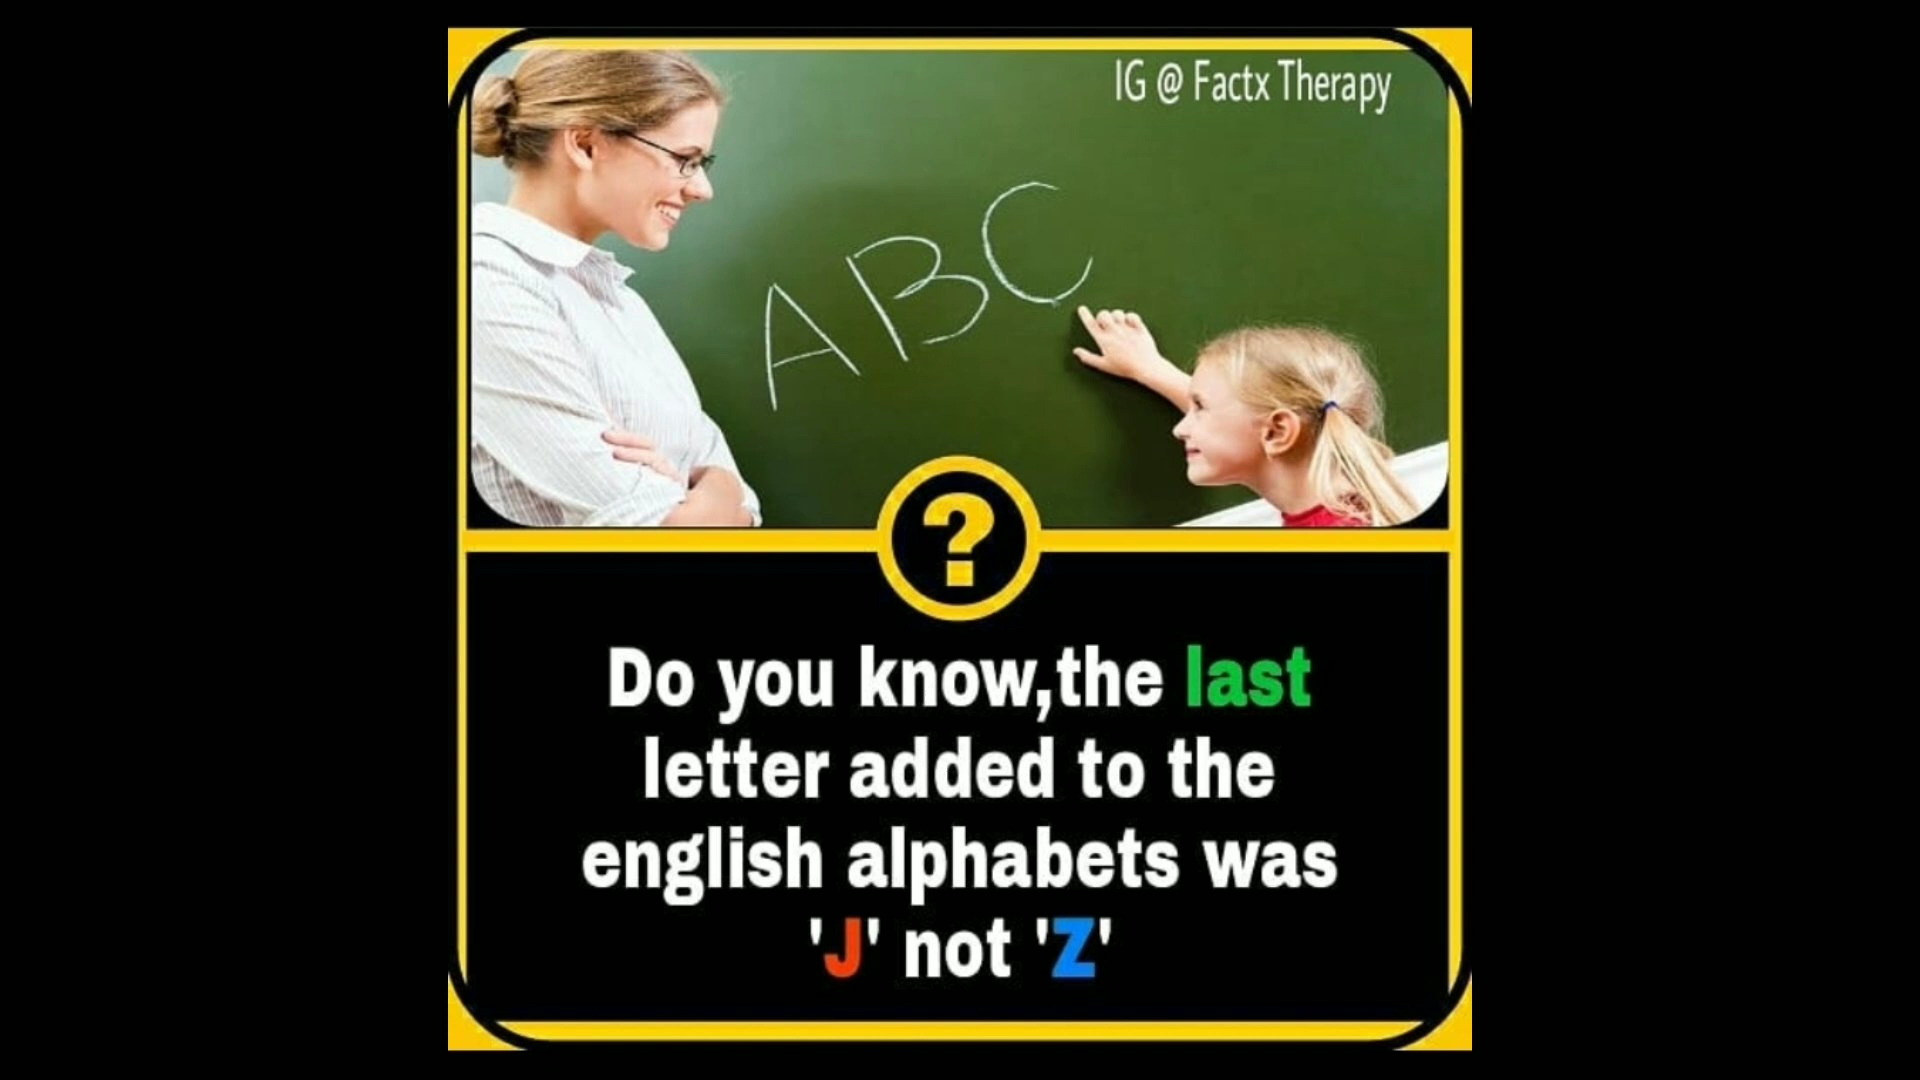 IG @ Factx Therapy
ABC
?
Do you know,the last
letter added to the
english alphabets was
'J' not 'Z'